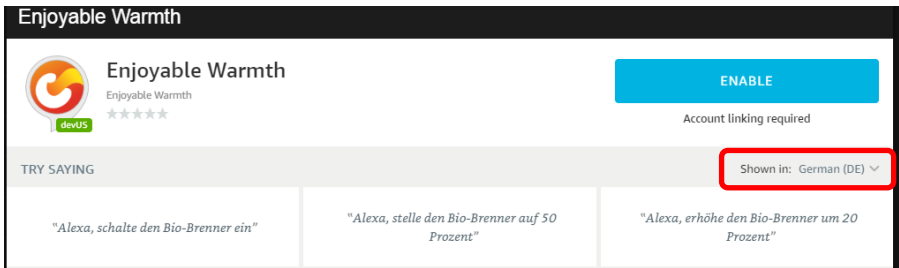 Enjoyable Warmth
Enjoyable Warmth
Enjoyable Warmth
devUS
ENABLE
Account linking required
TRY SAYING
Shown in: German (DE)
"Alexa, schalte den Bio-Brenner ein"
"Alexa, stelle den Bio-Brenner auf 50
Prozent"
"Alexa, erhöhe den Bio-Brenner um 20
Prozent"